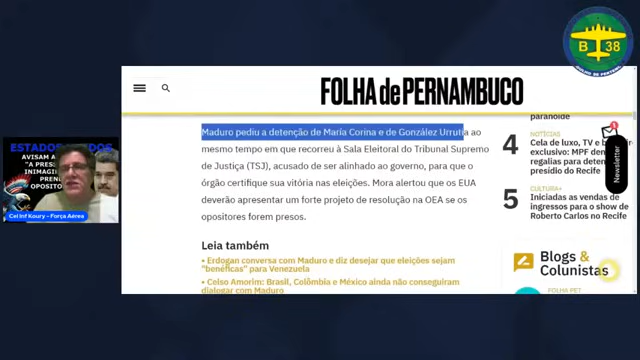 B 38
FOLHA de PERNAMBUCO
Maduro pediu a detenção de María Corina e de González Urrutia ao
mesmo tempo em que recorreu à Sala Eleitoral do Tribunal Supremo
de Justiça (TSJ), acusado de ser alinhado ao governo, para que o
órgão certifique sua vitória nas eleições. Mora alertou que os EUA
deverão apresentar um forte projeto de resolução na OEA se os
opositores forem presos.
Leia também
• Erdogan conversa com Maduro e diz desejar que eleições sejam
"benéficas" para Venezuela
• Celso Amorim: Brasil, Colômbia e México ainda não conseguiram
dialogar com Maduro
paranoide
4
NOTÍCIAS
Cela de luxo, TV e
exclusivo: MPF
regalias para deten
presídio do Recife
5
CULTURA+
Iniciadas as vendas de
ingressos para o show de
Roberto Carlos no Recife
1
Newsletter
Blogs &
Colunistas
FOLHA PET
ESTADOS
AVISAM
"A PRES
INIMAGI
PREN
OPOSITO
Cel Inf Koury - Força Aérea